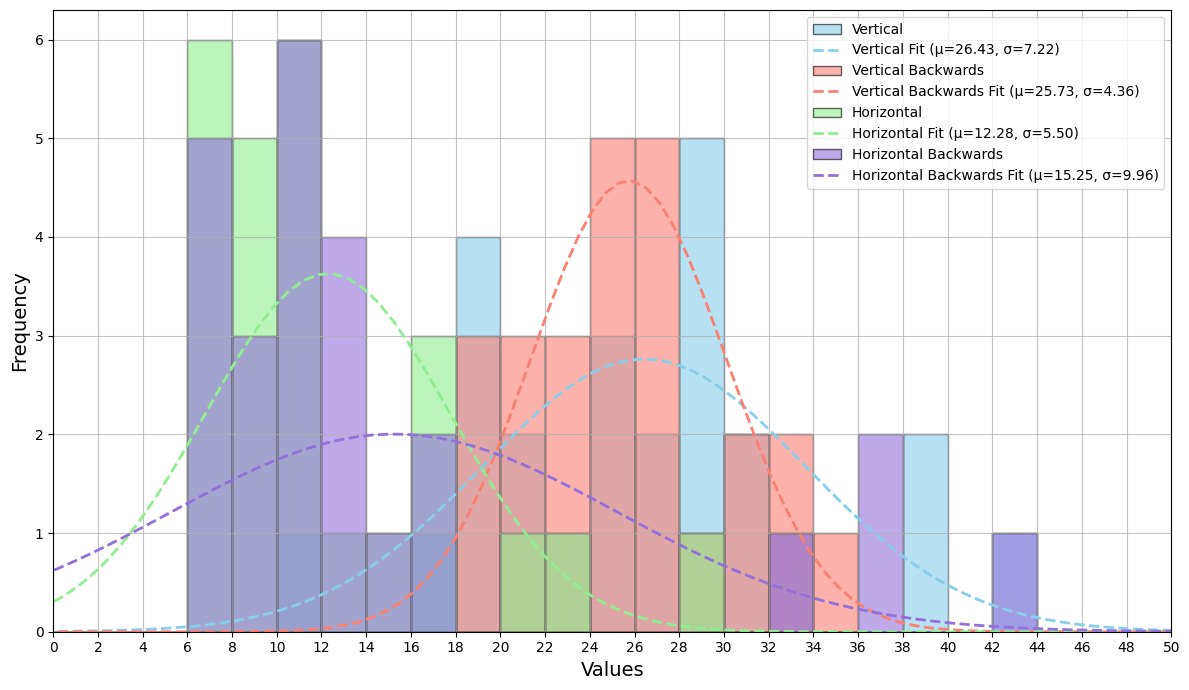 Vertical
Vertical Fit (μ=26.43, σ=7.22)
Vertical Backwards
Vertical Backwards Fit (μ=25.73, σ=4.36)
Horizontal
Horizontal Fit (μ=12.28, σ=5.50)
Horizontal Backwards
Horizontal Backwards Fit (μ=15.25, σ=9.96)
Frequency
6
5
4
3
2
1
0
0 2 4 6 8 10 12 14 16 18 20 22 24 26 28 30 32 34 36 38 40 42 44 46 48 50
Values